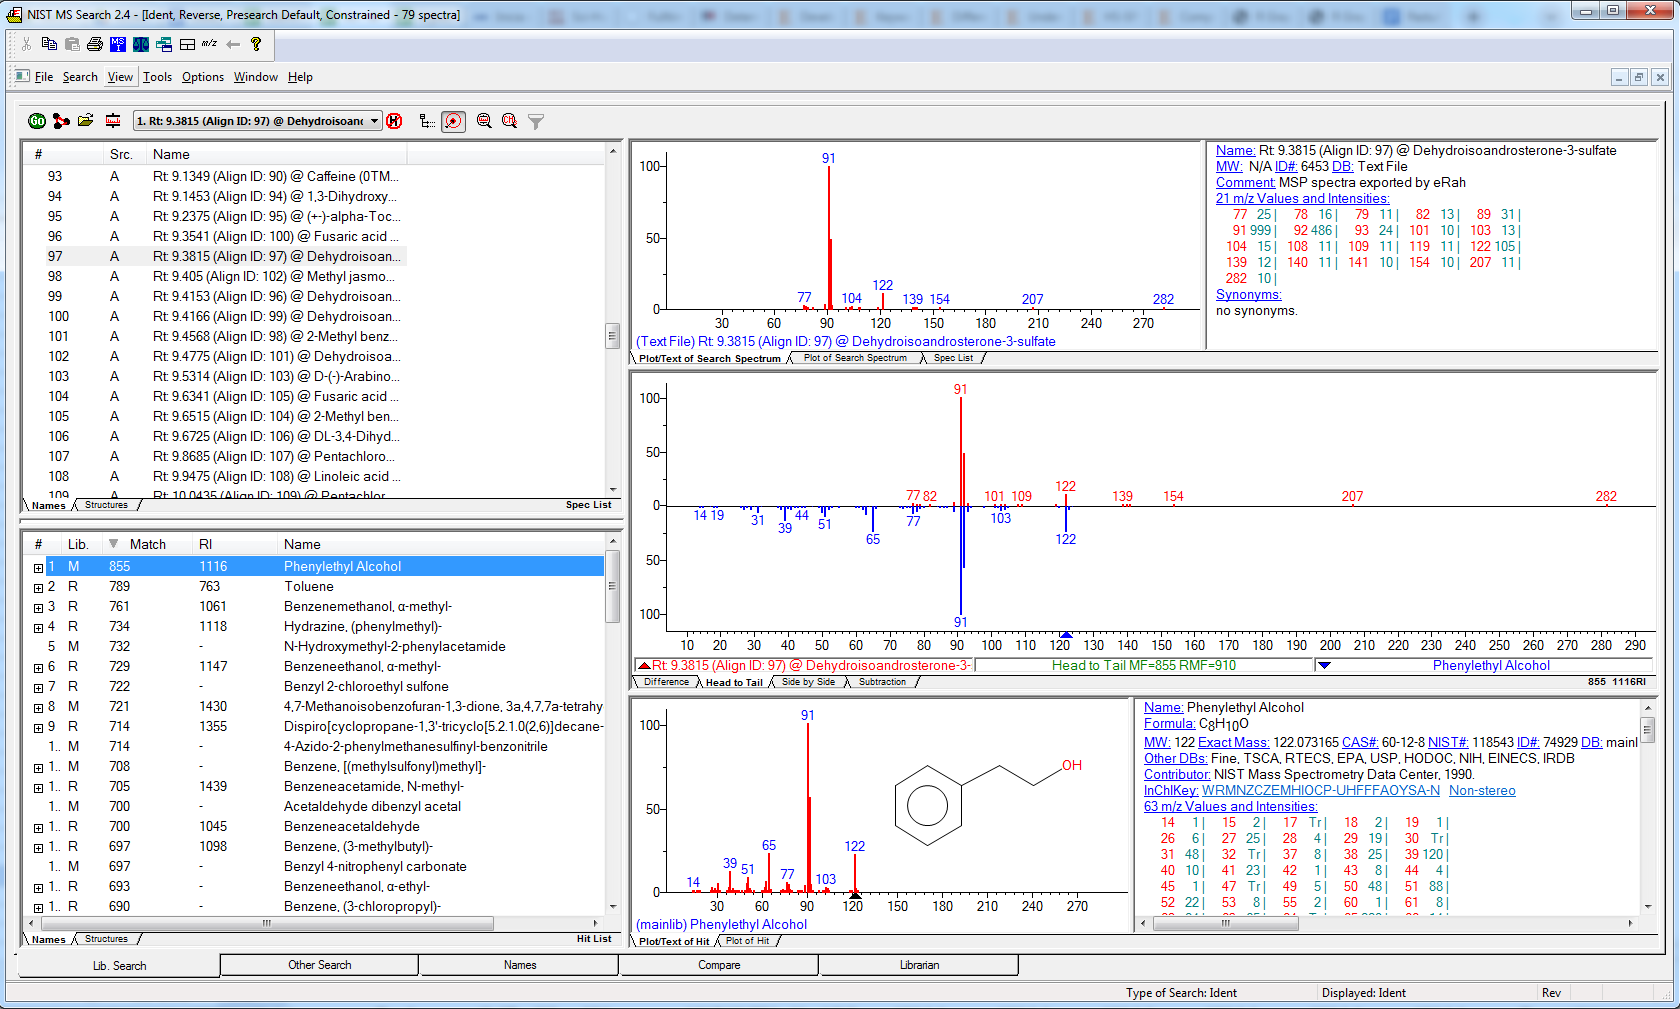 NIST MS Search 2.4 - [Ident, Reverse, Presearch Default, Constrained - 79 spectra]
File Search View Tools Options Window Help
1. Rt: 9.3815 (Align ID: 97) @ Dehydroisoan
# Src. Name
93 A Rt: 9.1349 (Align ID: 90) @ Caffeine (0TM...
94 A Rt: 9.1453 (Align ID: 94) @ 1,3-Dihydroxy...
95 A Rt: 9.2375 (Align ID: 95) @ (+-)-alpha-Toc...
96 A Rt: 9.3541 (Align ID: 100) @ Fusaric acid ...
97 A Rt: 9.3815 (Align ID: 97) @ Dehydroisoan...
98 A Rt: 9.405 (Align ID: 102) @ Methyl jasmo...
99 A Rt: 9.4153 (Align ID: 96) @ Dehydroisoan...
100 A Rt: 9.4166 (Align ID: 99) @ Dehydroisoan...
101 A Rt: 9.4568 (Align ID: 98) @ 2-Methyl benz...
102 A Rt: 9.4775 (Align ID: 101) @ Dehydroisoa...
103 A Rt: 9.5314 (Align ID: 103) @ D-(-)-Arabino...
104 A Rt: 9.6341 (Align ID: 105) @ Fusaric acid ...
105 A Rt: 9.6515 (Align ID: 104) @ 2-Methyl ben...
106 A Rt: 9.6725 (Align ID: 106) @ DL-3,4-Dihyd...
107 A Rt: 9.8685 (Align ID: 107) @ Pentachloro...
108 A Rt: 9.9475 (Align ID: 108) @ Linoleic acid ...
109 A Rt: 10.0435 (Align ID: 109) @ Pentachlor...
Names Structures Spec List
# Lib. Match RI Name
1 M 855 1116 Phenylethyl Alcohol
2 R 789 763 Toluene
3 R 761 1061 Benzenemethanol, α-methyl-
4 R 734 1118 Hydrazine, (phenylmethyl)-
5 M 732 - N-Hydroxymethyl-2-phenylacetamide
6 R 729 1147 Benzeneethanol, α-methyl-
7 R 722 - Benzyl 2-chloroethyl sulfone
8 M 721 1430 4,7-Methanoisobenzofuran-1,3-dione, 3a,4,7,7a-tetrahy
9 R 714 1355 Dispiro[cyclopropane-1,3'-tricyclo[5.2.1.0(2,6)]decane-
1.. M 714 - 4-Azido-2-phenylmethanesulfinyl-benzonitrile
1.. M 708 - Benzene, [(methylsulfonyl)methyl]-
1.. R 705 1439 Benzeneacetamide, N-methyl-
1.. M 700 - Acetaldehyde dibenzyl acetal
1.. R 700 1045 Benzeneacetaldehyde
1.. R 697 1098 Benzene, (3-methylbutyl)-
1.. M 697 - Benzyl 4-nitrophenyl carbonate
1.. R 693 - Benzeneethanol, α-ethyl-
1.. R 690 - Benzene, (3-chloropropyl)-
Names Structures Hit List
100 50 0
91 77 104 122 139 154 207 282
30 60 90 120 150 180 210 240 270
(Text File) Rt: 9.3815 (Align ID: 97) @ Dehydroisoandrosterone-3-sulfate
Plot/Text of Search Spectrum Plot of Search Spectrum Spec List
Name: Rt: 9.3815 (Align ID: 97) @ Dehydroisoandrosterone-3-sulfate
MW: N/A ID#: 6453 DB: Text File
Comment: MSP spectra exported by eRah
21 m/z Values and Intensities:
77 25 | 78 16 | 79 11 | 82 13 | 89 31 |
91 999 | 92 486 | 93 24 | 101 10 | 103 13 |
104 15 | 108 11 | 109 11 | 119 11 | 122 105 |
139 12 | 140 11 | 141 10 | 154 10 | 207 11 |
282 10 |
Synonyms:
no synonyms.
100 50 0 50 100
91
77 82 101 109 122 139 154 207 282
14 19 31 39 44 51 65 77 103 122
91
10 20 30 40 50 60 70 80 90 100 110 120 130 140 150 160 170 180 190 200 210 220 230 240 250 260 270 280 290
Rt: 9.3815 (Align ID: 97) @ Dehydroisoandrosterone-3- Head to Tail MF=855 RMF=910 Phenylethyl Alcohol
Difference Head to Tail Side by Side Subtraction 855 1116RI
100 50 0
91
14 39 51 65 77 103 122
OH
30 60 90 120 150 180 210 240 270
(mainlib) Phenylethyl Alcohol
Plot/Text of Hit Plot of Hit
Name: Phenylethyl Alcohol
Formula: C8H10O
MW: 122 Exact Mass: 122.073165 CAS#: 60-12-8 NIST#: 118543 ID#: 74929 DB: mainl
Other DBs: Fine, TSCA, RTECS, EPA, USP, HODOC, NIH, EINECS, IRDB
Contributor: NIST Mass Spectrometry Data Center, 1990.
InChIKey: WRMNZCZEMHIOCP-UHFFFAOYSA-N Non-stereo
63 m/z Values and Intensities:
14 1 | 15 2 | 17 Tr | 18 2 | 19 1 |
26 6 | 27 25 | 28 4 | 29 19 | 30 Tr |
31 48 | 32 Tr | 37 8 | 38 25 | 39 120 |
40 10 | 41 23 | 42 1 | 43 8 | 44 4 |
45 1 | 47 Tr | 49 5 | 50 48 | 51 88 |
52 22 | 53 8 | 55 2 | 60 1 | 61 8 |
Lib. Search Other Search Names Compare Librarian
Type of Search: Ident Displayed: Ident Rev